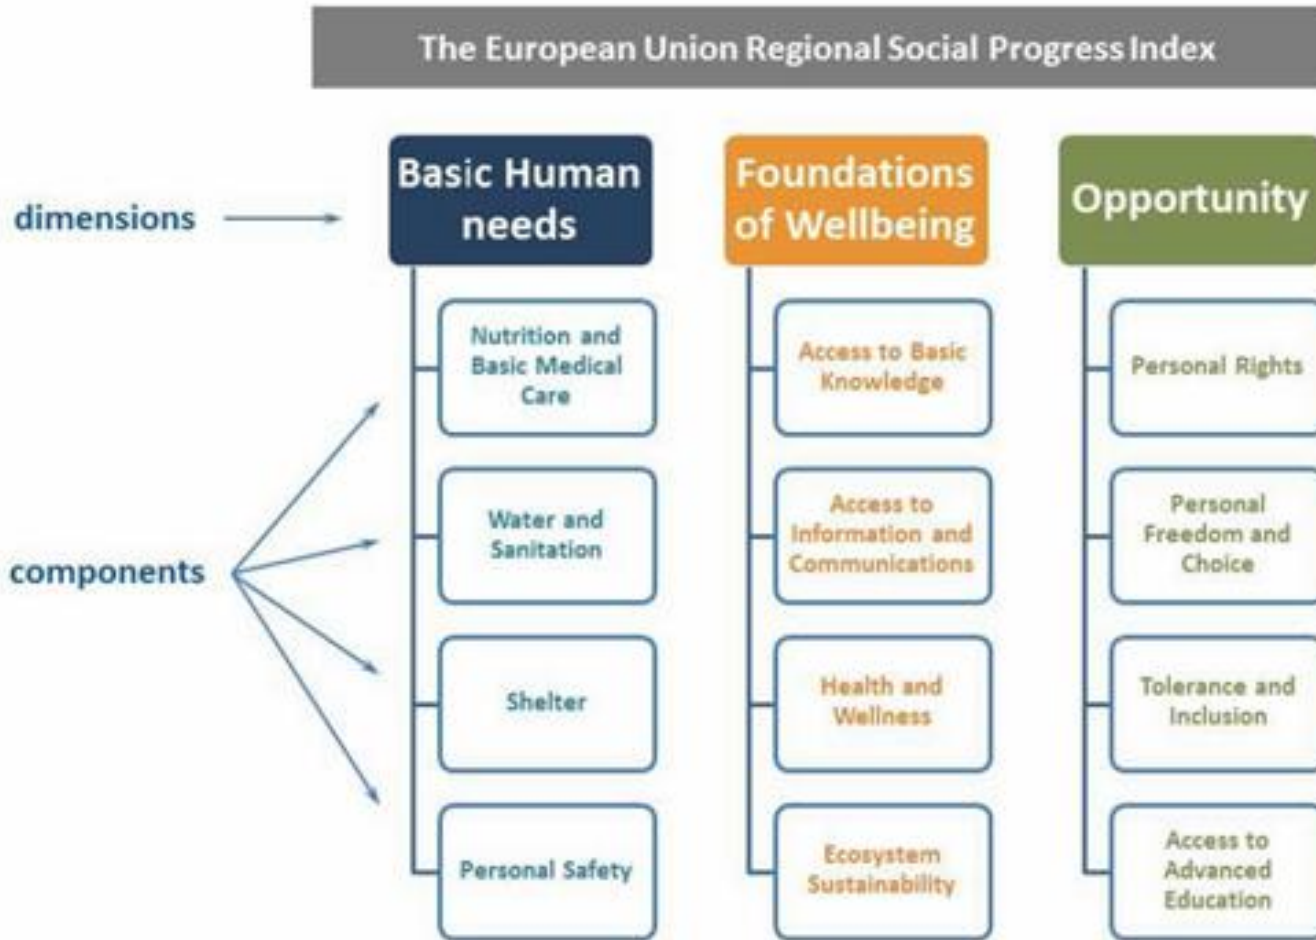 The European Union Regional Social Progress Index
dimensions
Basic Human
needs
Foundations
of Wellbeing
Opportunity
components
Nutrition and
Basic Medical
Care
Water and
Sanitation
Shelter
Personal Safety
Access to Basic
Knowledge
Access to
Information and
Communications
Health and
Wellness
Ecosystem
Sustainability
Personal Rights
Personal
Freedom and
Choice
Tolerance and
Inclusion
Access to
Advanced
Education